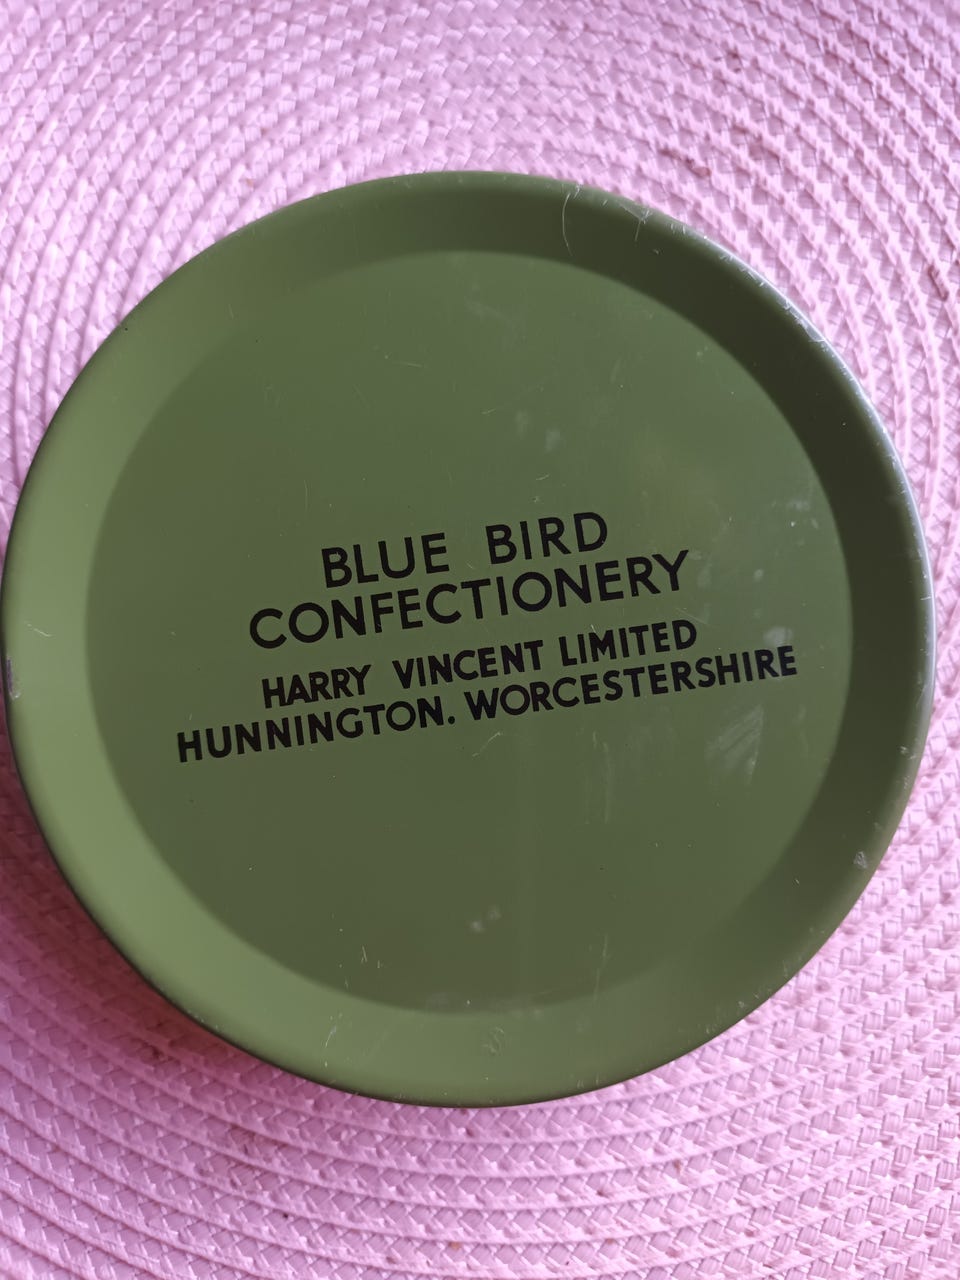 BLUE BIRD
CONFECTIONERY
HARRY VINCENT LIMITED
HUNNINGTON. WORCESTERSHIRE